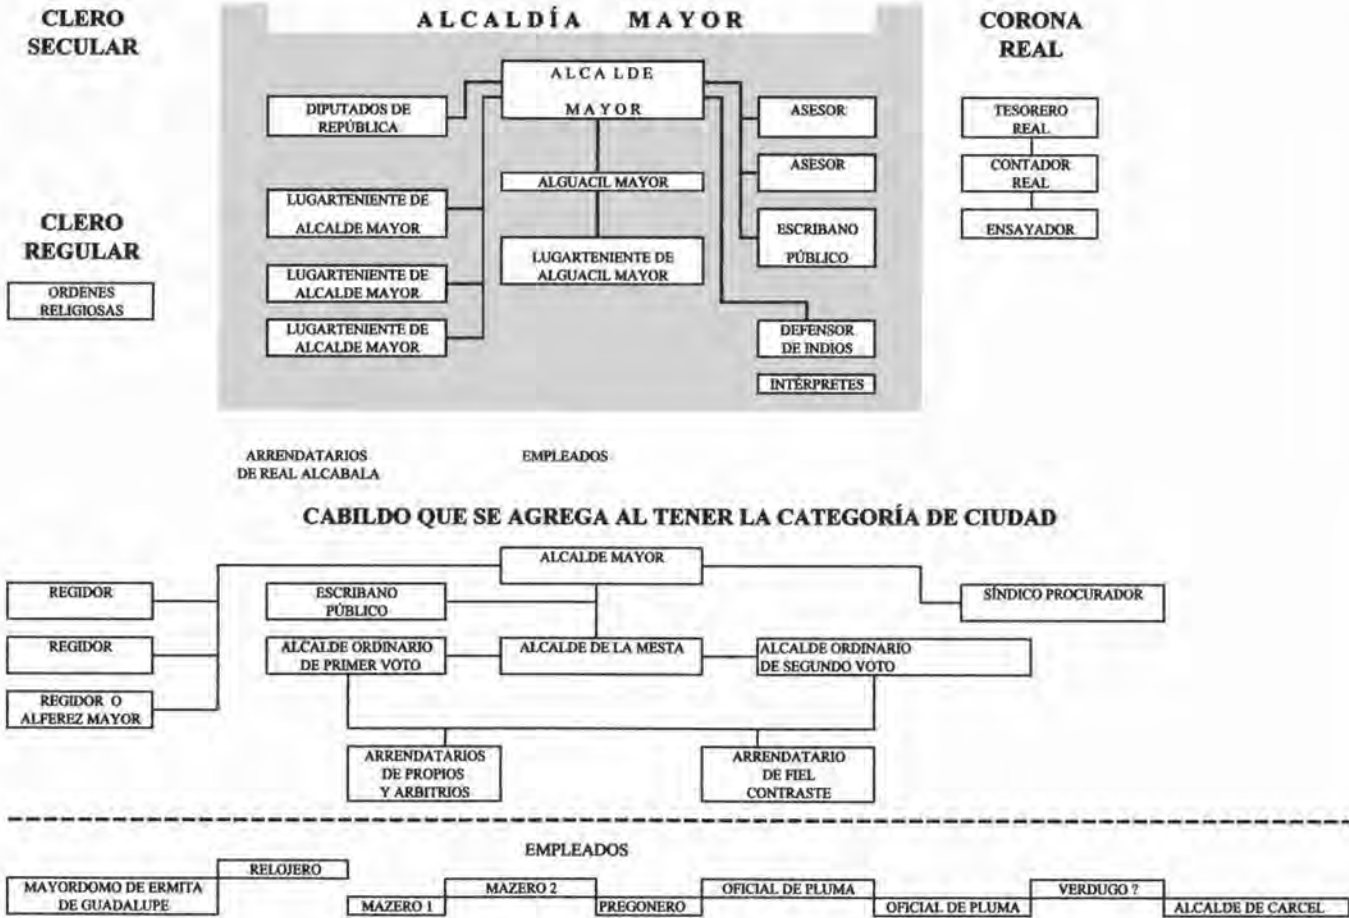 CLERO
SECULAR
ALCALDÍA MAYOR
CORONA
REAL
ALCALDE
MAYOR
DIPUTADOS DE
REPÚBLICA
ASESOR
TESORERO
REAL
ASESOR
CONTADOR
REAL
ALGUACIL MAYOR
CLERO
REGULAR
LUGARTENIENTE DE
ALCALDE MAYOR
ESCRIBANO
PÚBLICO
ENSAYADOR
LUGARTENIENTE DE
ALGUACIL MAYOR
ORDENES
RELIGIOSAS
LUGARTENIENTE DE
ALCALDE MAYOR
LUGARTENIENTE DE
ALCALDE MAYOR
DEFENSOR
DE INDIOS
INTÉRPRETES
ARRENDATARIOS
DE REAL ALCABALA
EMPLEADOS
CABILDO QUE SE AGREGA AL TENER LA CATEGORÍA DE CIUDAD
ALCALDE MAYOR
REGIDOR
ESCRIBANO
PÚBLICO
SÍNDICO PROCURADOR
REGIDOR
ALCALDE ORDINARIO
DE PRIMER VOTO
ALCALDE DE LA MESTA
ALCALDE ORDINARIO
DE SEGUNDO VOTO
REGIDOR O
ALFEREZ MAYOR
ARRENDATARIOS
DE PROPIOS
Y ARBITRIOS
ARRENDATARIO
DE FIEL
CONTRASTE
EMPLEADOS
RELOJERO
MAYORDOMO DE ERMITA
DE GUADALUPE
MAZERO 1
MAZERO 2
PREGONERO
OFICIAL DE PLUMA
OFICIAL DE PLUMA
VERDUGO ?
ALCALDE DE CARCEL